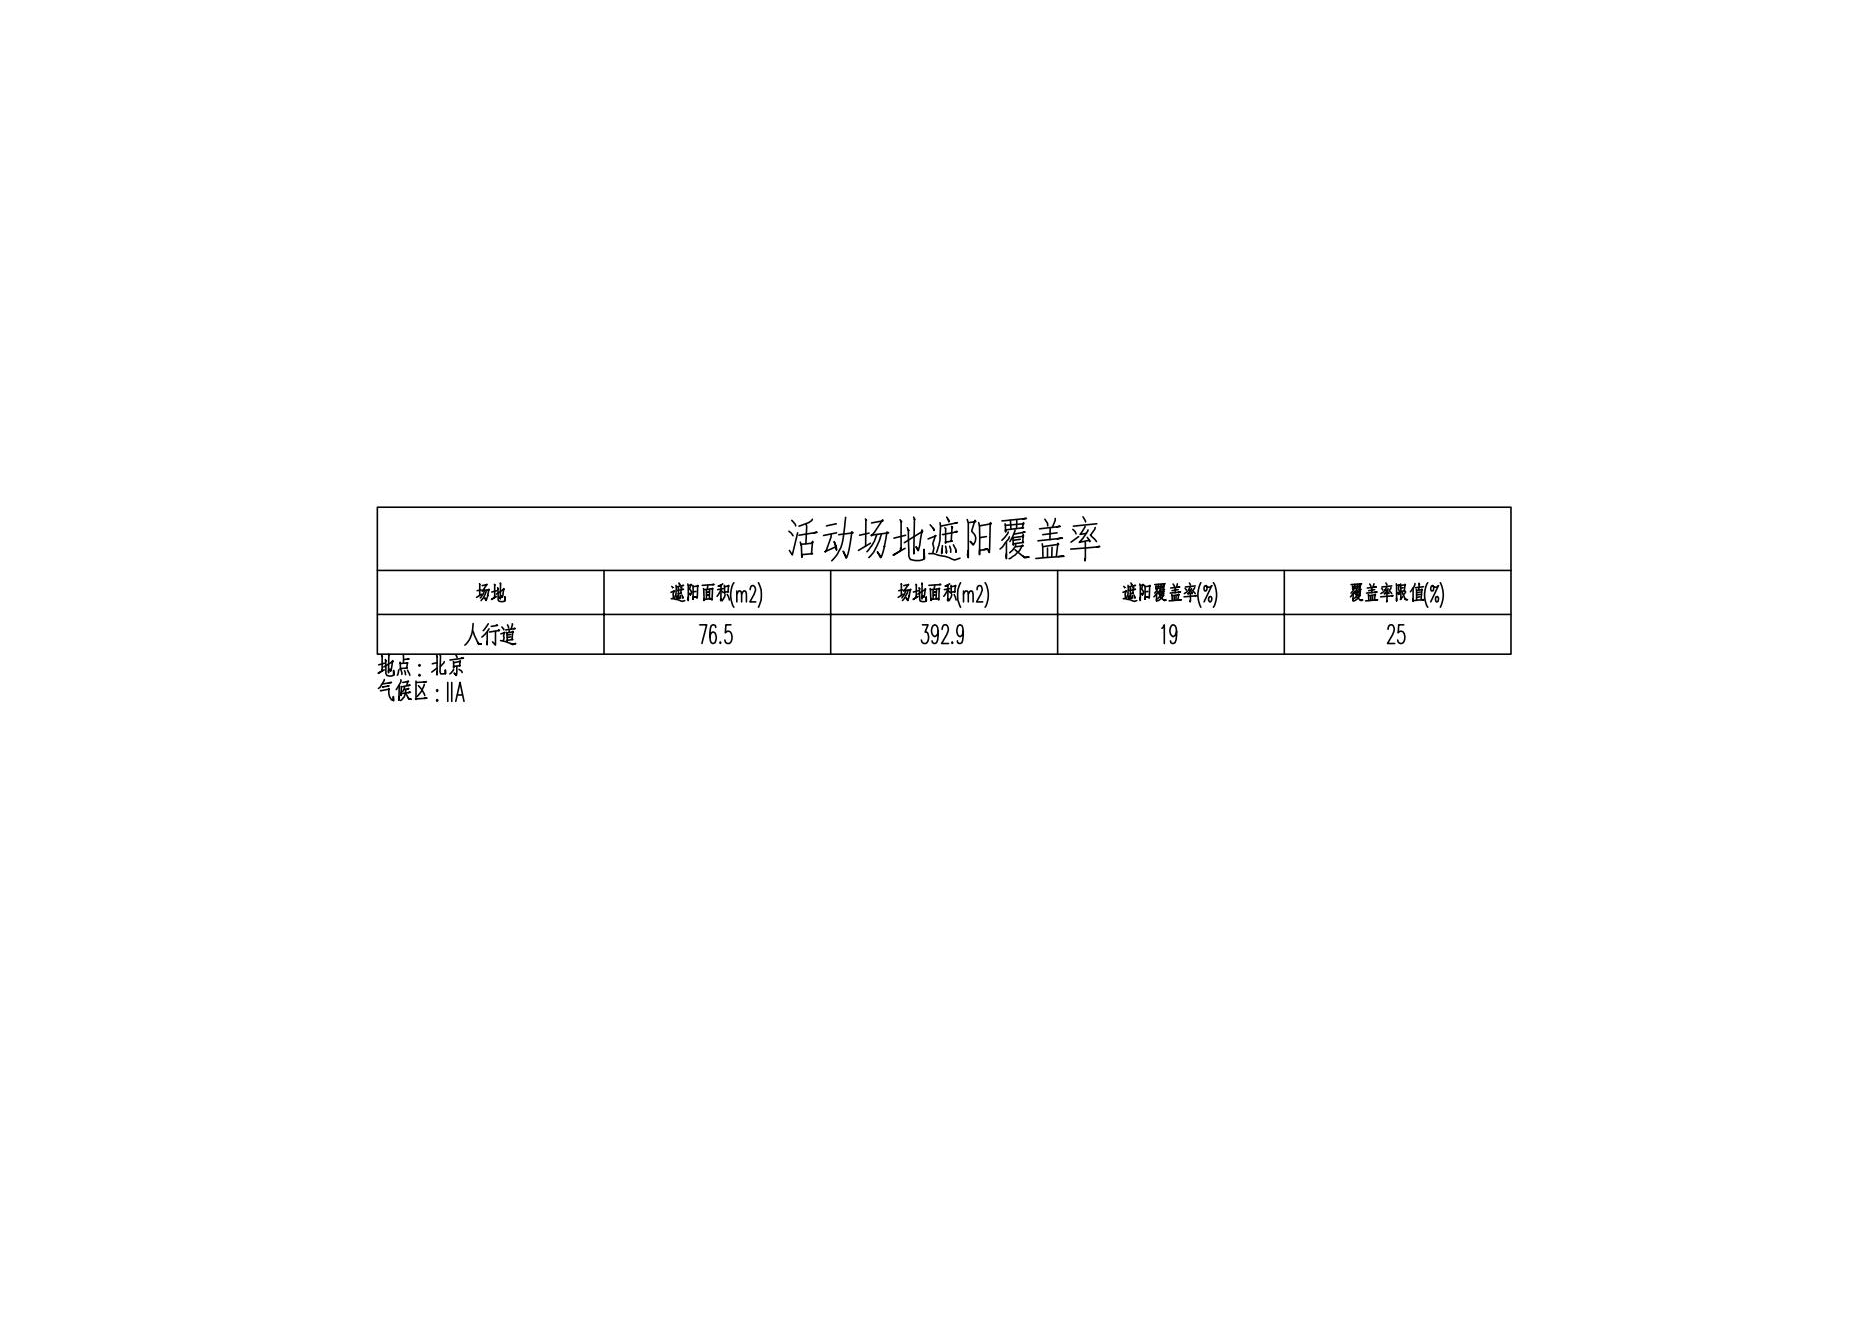 活动场地遮阳覆盖率
场地 遮阳面积(m2) 场地面积(m2) 遮阳覆盖率(%) 覆盖率限值(%)
人行道 76.5 392.9 19 25
地点：北京
气候区：IIA